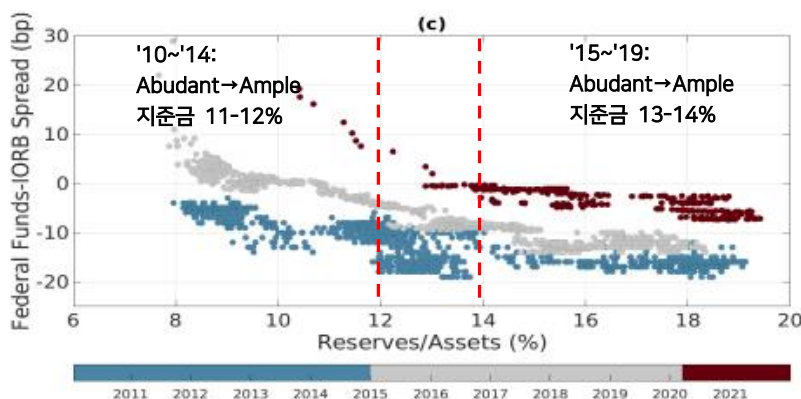 (c)
Federal Funds-IORB Spread (bp)
30
20
10
0
-10
-20
'10~'14:
Abudant→Ample
지준금 11-12%
'15~'19:
Abudant→Ample
지준금 13-14%
6 8 10 12 14 16 18 20
Reserves/Assets (%)
2011 2012 2013 2014 2015 2016 2017 2018 2019 2021